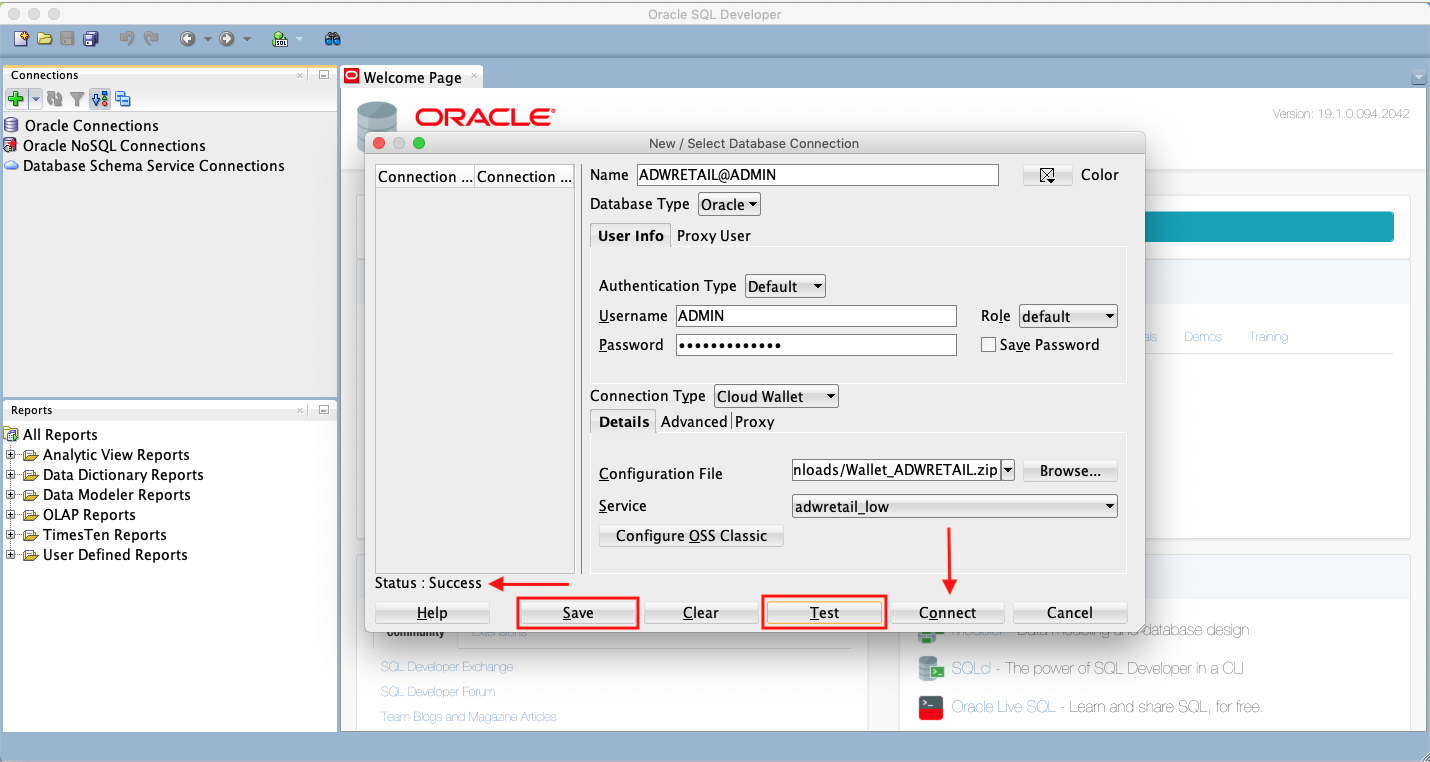 Oracle SQL Developer
Connections
Welcome Page
ORACLE
Version: 19.1.0.094.2042
Oracle Connections
Oracle NoSQL Connections
Database Schema Service Connections
New / Select Database Connection
Connection ... Connection ...
Name ADWRETAIL@ADMIN Color
Database Type Oracle
User Info Proxy User
Authentication Type Default
Username ADMIN Role default
Password ••••••••••••• Save Password
Connection Type Cloud Wallet
Details Advanced Proxy
Configuration File nloads/Wallet_ADWRETAIL.zip Browse...
Service adwretail_low
Configure OSS Classic
Status : Success
Help Save Clear Test Connect Cancel
Demos Training
Reports
All Reports
Analytic View Reports
Data Dictionary Reports
Data Modeler Reports
OLAP Reports
TimesTen Reports
User Defined Reports
Community Extensions
SQL Developer Exchange
SQL Developer Forum
Team Blogs and Magazine Articles
Modeler - Data modeling and database design
SQLcl - The power of SQL Developer in a CLI
Oracle Live SQL - Learn and share SQL, for free.